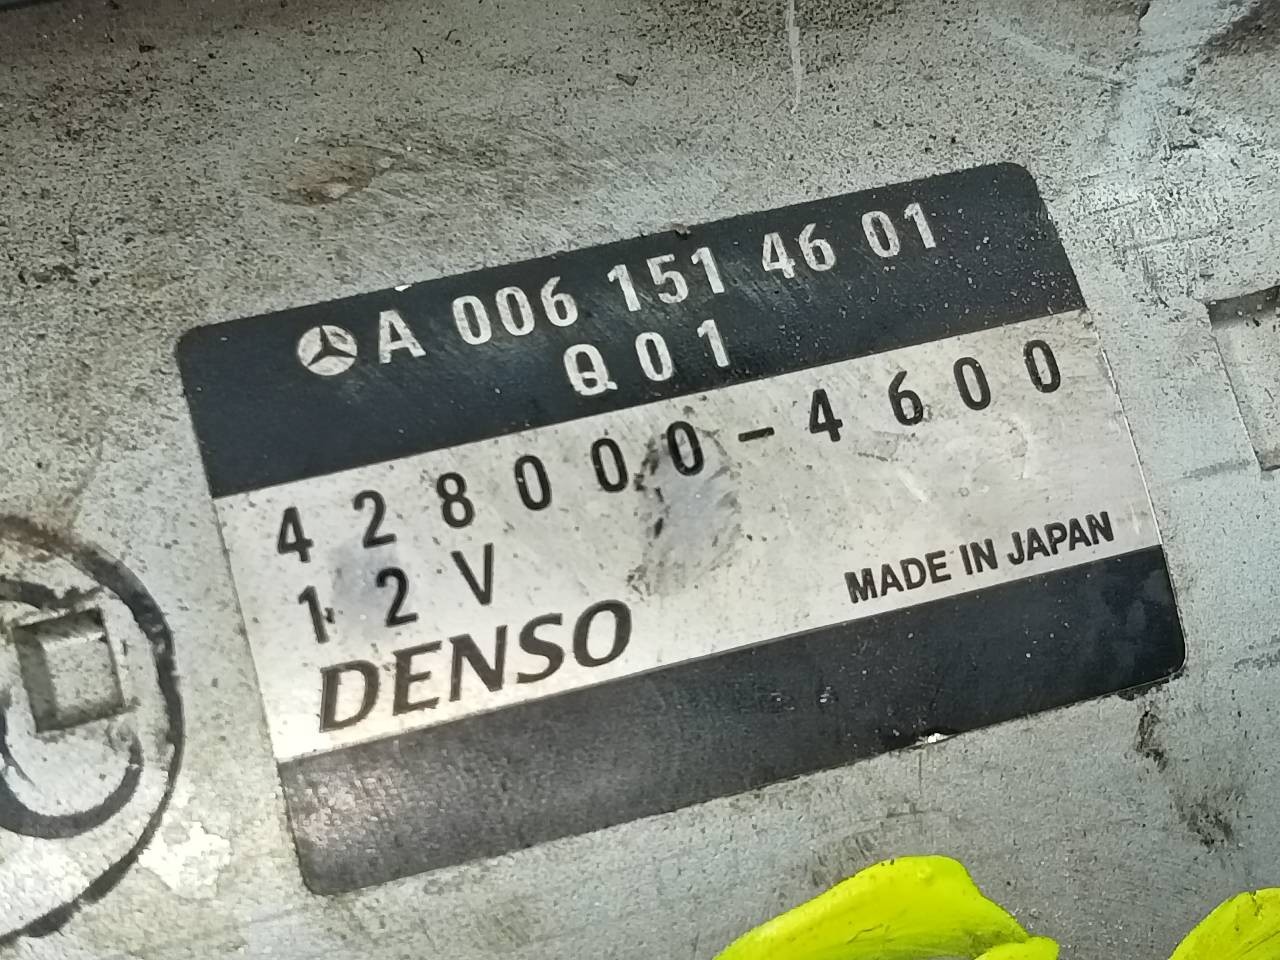 A 006 151 46 01
Q01
428000-4600
12V
DENSO
MADE IN JAPAN